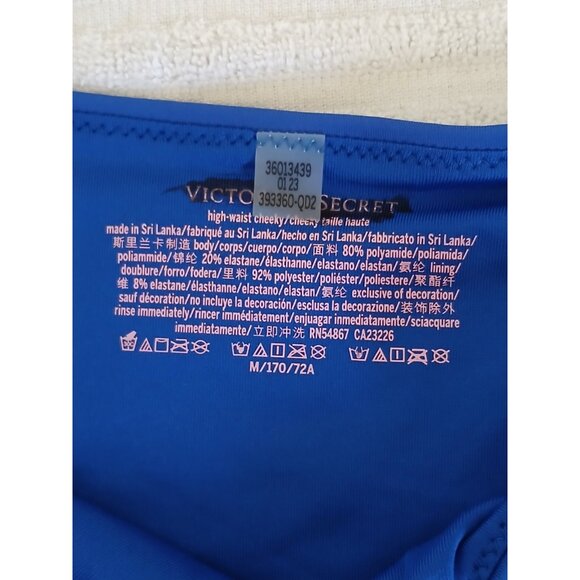 36013439
01 23
393360-QD2
VICTO SECRET
high-waist cheeky/cheeky taille haute
made in Sri Lanka/fabriqué au Sri Lanka/hecho en Sri Lanka/fabbricato in Sri Lanka/
斯里兰卡制造 body/corps/cuerpo/corpo/面料 80% polyamide/poliamida/
poliammide/锦纶 20% elastane/élasthanne/elastano/elastan/氨纶 lining/
doublure/forro/fodera/里料 92% polyester/poliéster/poliestere/聚酯纤
维 8% elastane/élasthanne/elastano/elastan/氨纶 exclusive of decoration/
sauf décoration/no incluye la decoración/esclusa la decorazione/装饰除外
rinse immediately/rincer immédiatement/enjuagar inmediatamente/sciacquare
immediatamente/立即冲洗 RN54867 CA23226
M/170/72A